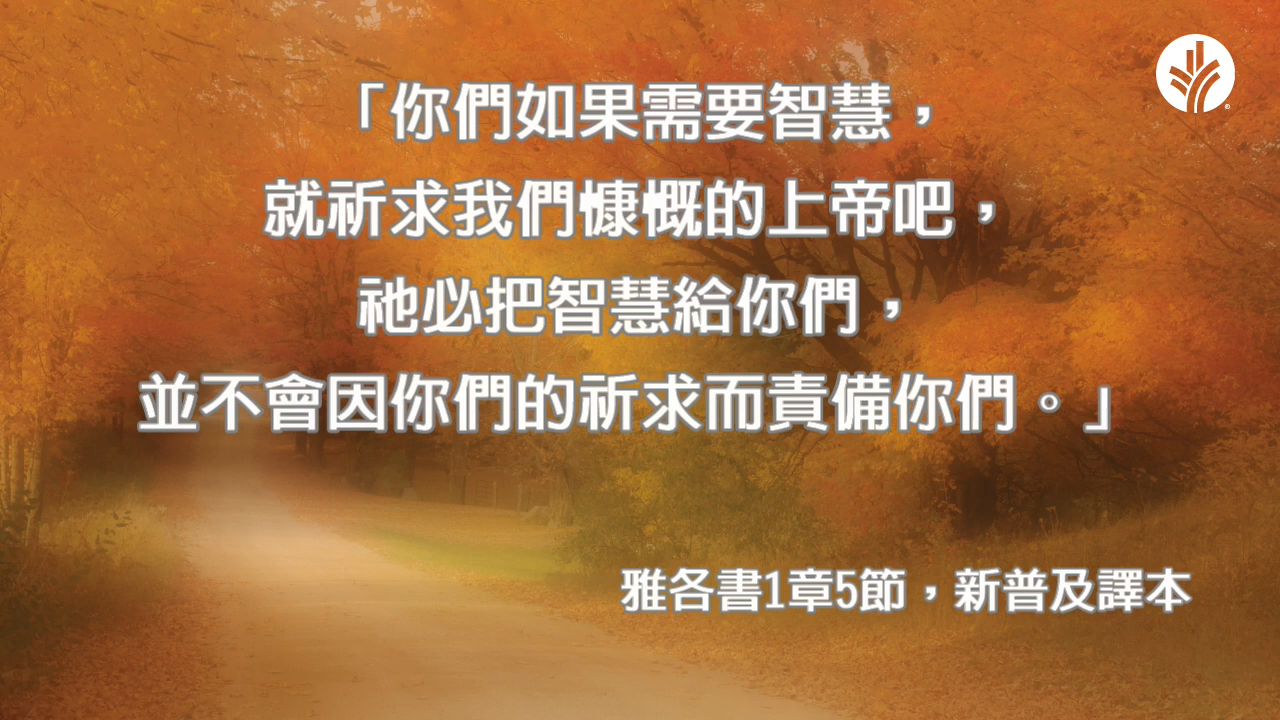 「你們如果需要智慧，
就祈求我們慷慨的上帝吧，
祂必把智慧給你們，
並不會因你們的祈求而責備你們。」
雅各書1章5節，新普及譯本